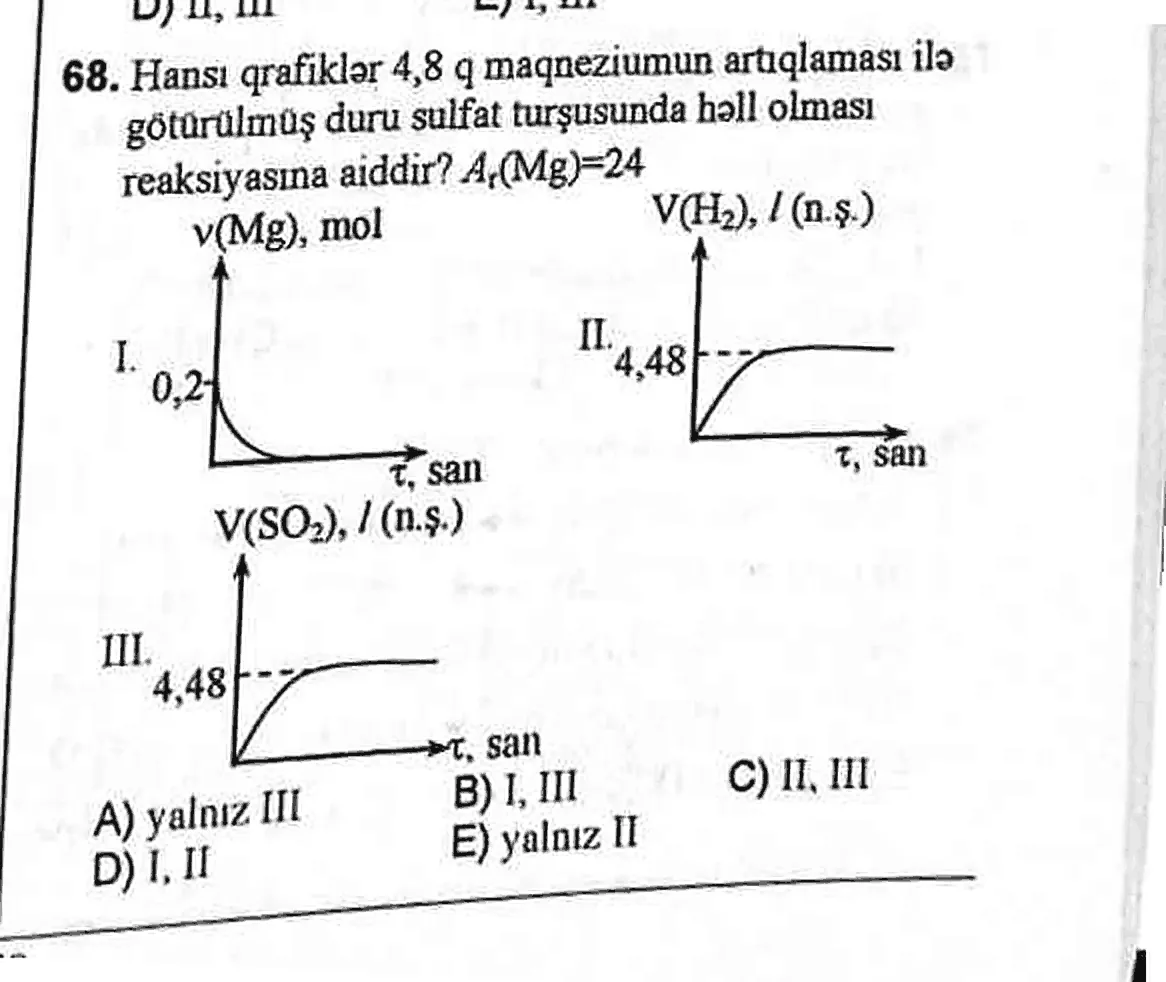 D) II, III
68. Hansı qrafiklər 4,8 q maqneziumun artıqlaması ilə
götürülmüş duru sulfat turşusunda həll olması
reaksiyasına aiddir? Aᵣ(Mg)=24
ν(Mg), mol
V(H₂), l (n.ş.)
I.
0,2
τ, san
II.
4,48
τ, san
V(SO₂), l (n.ş.)
III.
4,48
τ, san
A) yalnız III
B) I, III
C) II, III
D) I, II
E) yalnız II